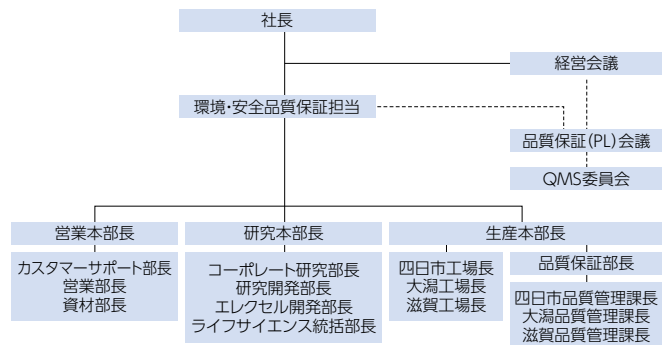 社長
経営会議
環境・安全品質保証担当
品質保証(PL)会議
QMS委員会
営業本部長
研究本部長
生産本部長
カスタマーサポート部長
営業部長
資材部長
コーポレート研究部長
研究開発部長
エレクセル開発部長
ライフサイエンス統括部長
四日市工場長
大潟工場長
滋賀工場長
品質保証部長
四日市品質管理課長
大潟品質管理課長
滋賀品質管理課長